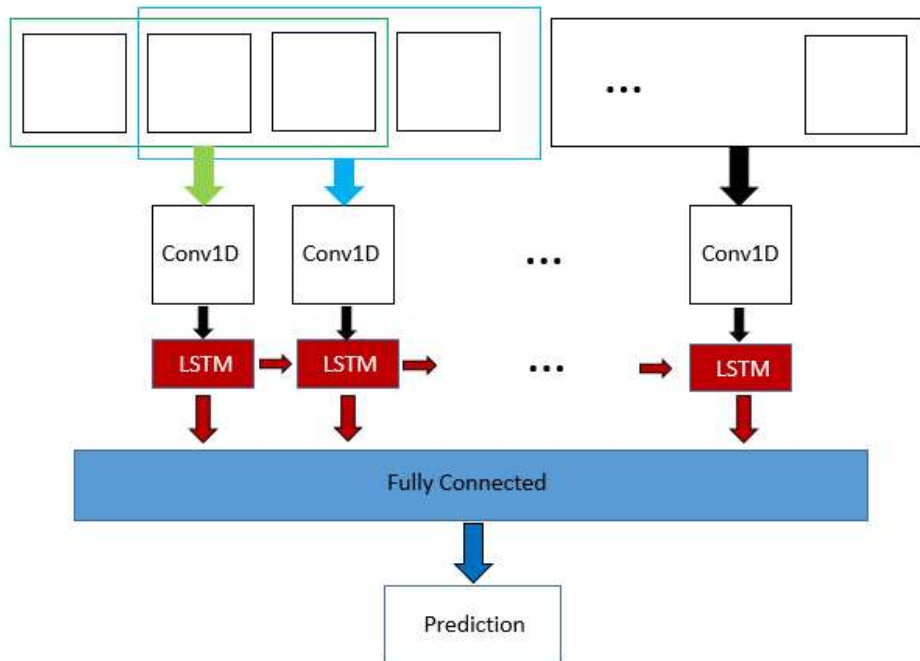 ...
Conv1D
Conv1D
...
Conv1D
LSTM
LSTM
...
LSTM
Fully Connected
Prediction